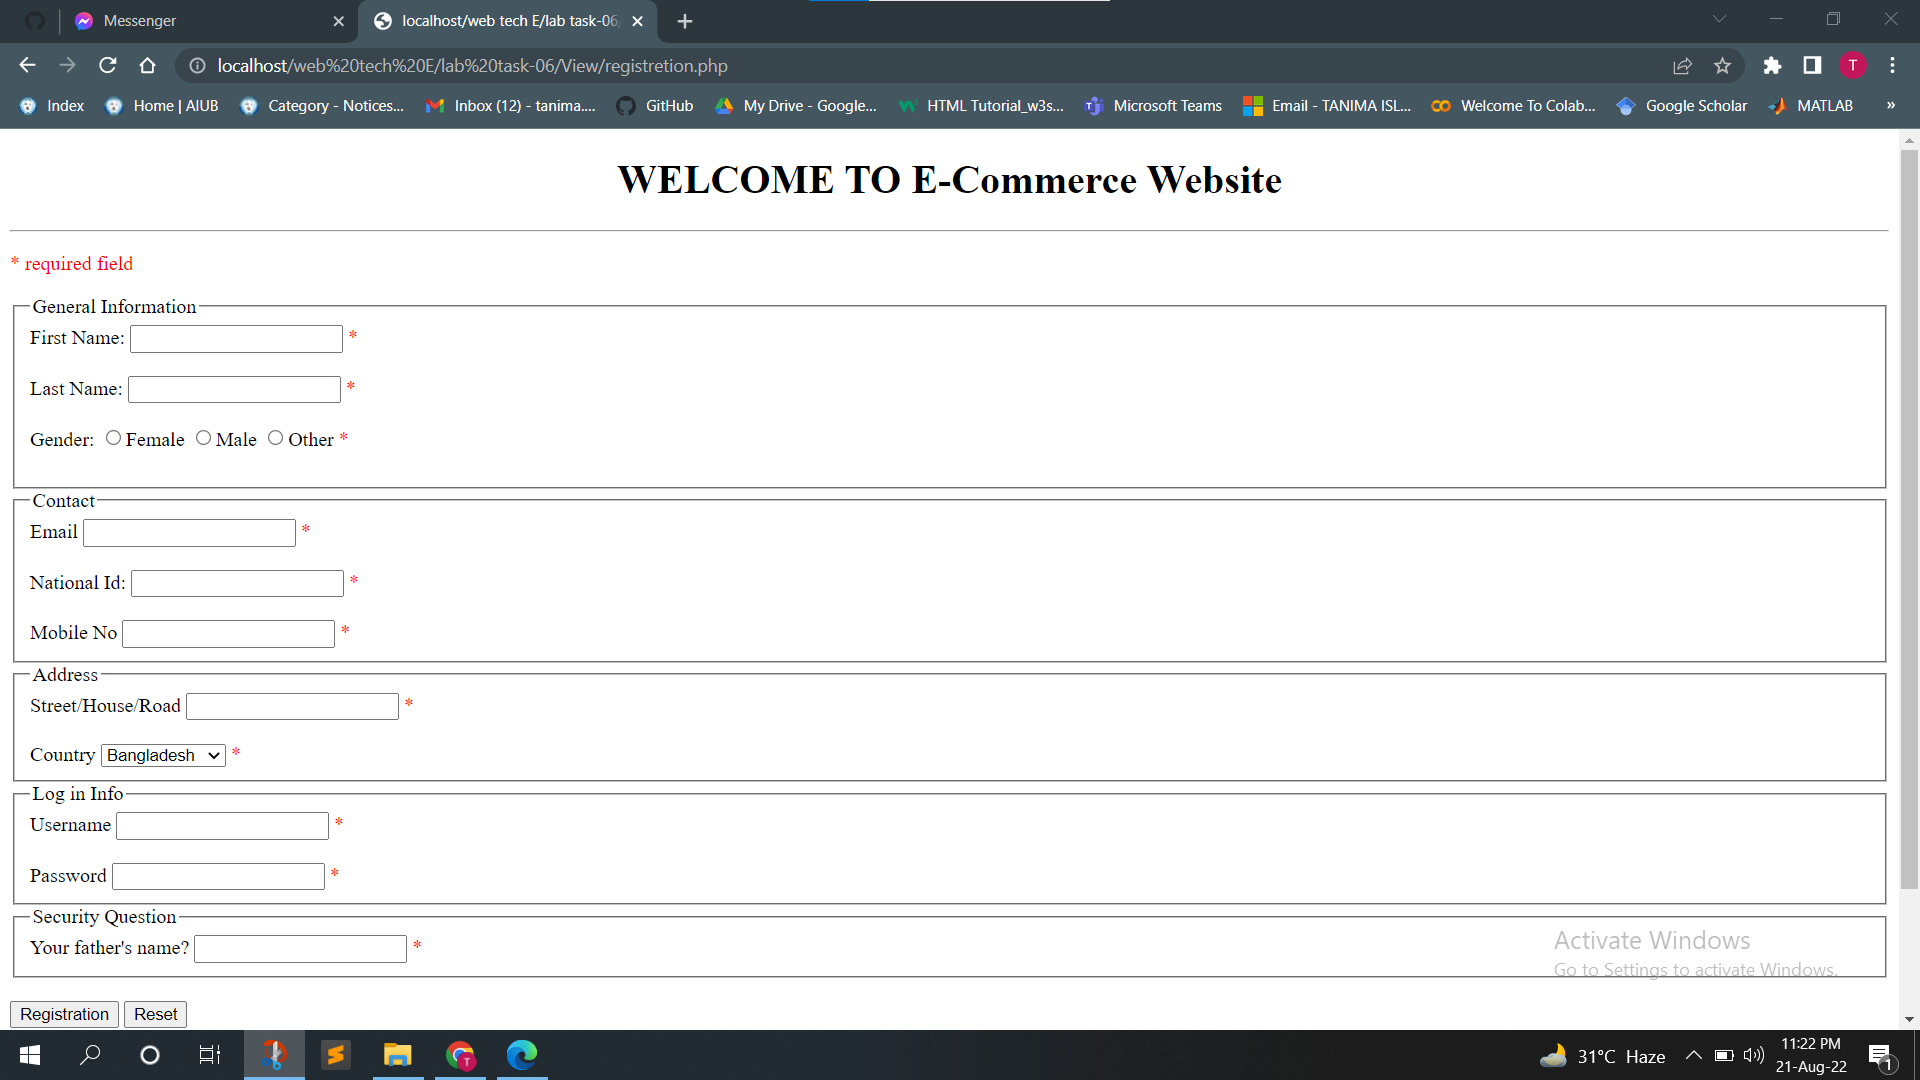 Messenger
localhost/web tech E/lab task-06/
localhost/web%20tech%20E/lab%20task-06/View/registretion.php
T
Index
Home | AIUB
Category - Notices...
Inbox (12) - tanima....
GitHub
My Drive - Google...
HTML Tutorial_w3s...
Microsoft Teams
Email - TANIMA ISL...
Welcome To Colab...
Google Scholar
MATLAB
»
WELCOME TO E-Commerce Website
* required field
General Information
First Name: *
Last Name: *
Gender: Female Male Other *
Contact
Email *
National Id: *
Mobile No *
Address
Street/House/Road *
Country Bangladesh *
Log in Info
Username *
Password *
Security Question
Your father's name? *
Activate Windows
Go to Settings to activate Windows.
Registration Reset
T
31°C Haze
11:22 PM
21-Aug-22
1